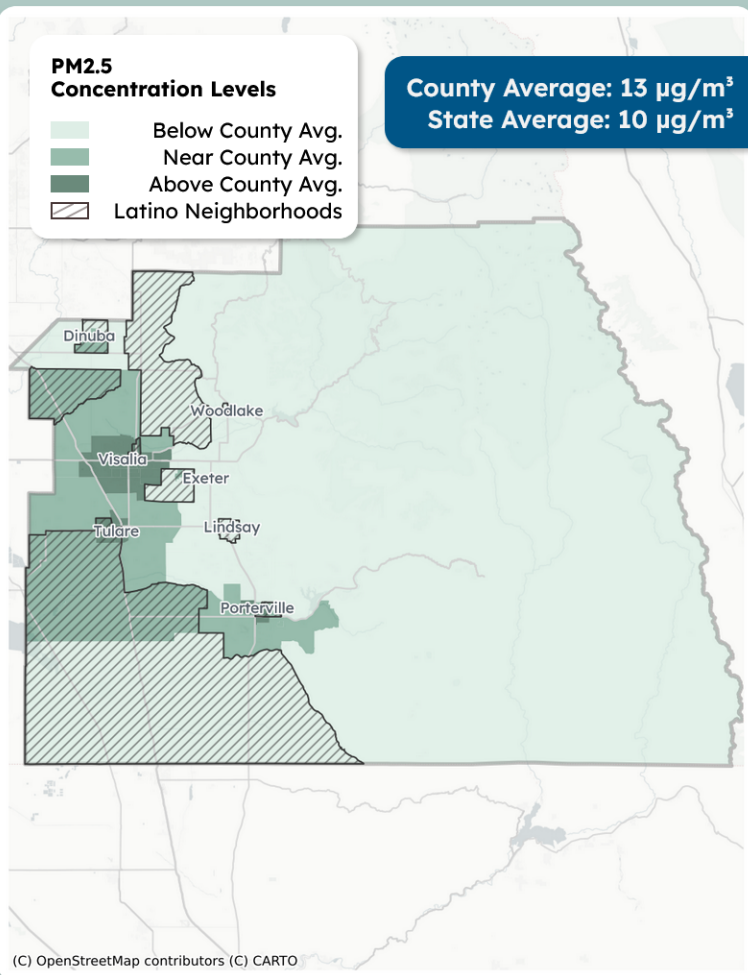 PM2.5
Concentration Levels
Below County Avg.
Near County Avg.
Above County Avg.
Latino Neighborhoods
County Average: 13 µg/m³
State Average: 10 µg/m³
Dinuba
Woodlake
Visalia
Exeter
Tulare
Lindsay
Porterville
(C) OpenStreetMap contributors (C) CARTO